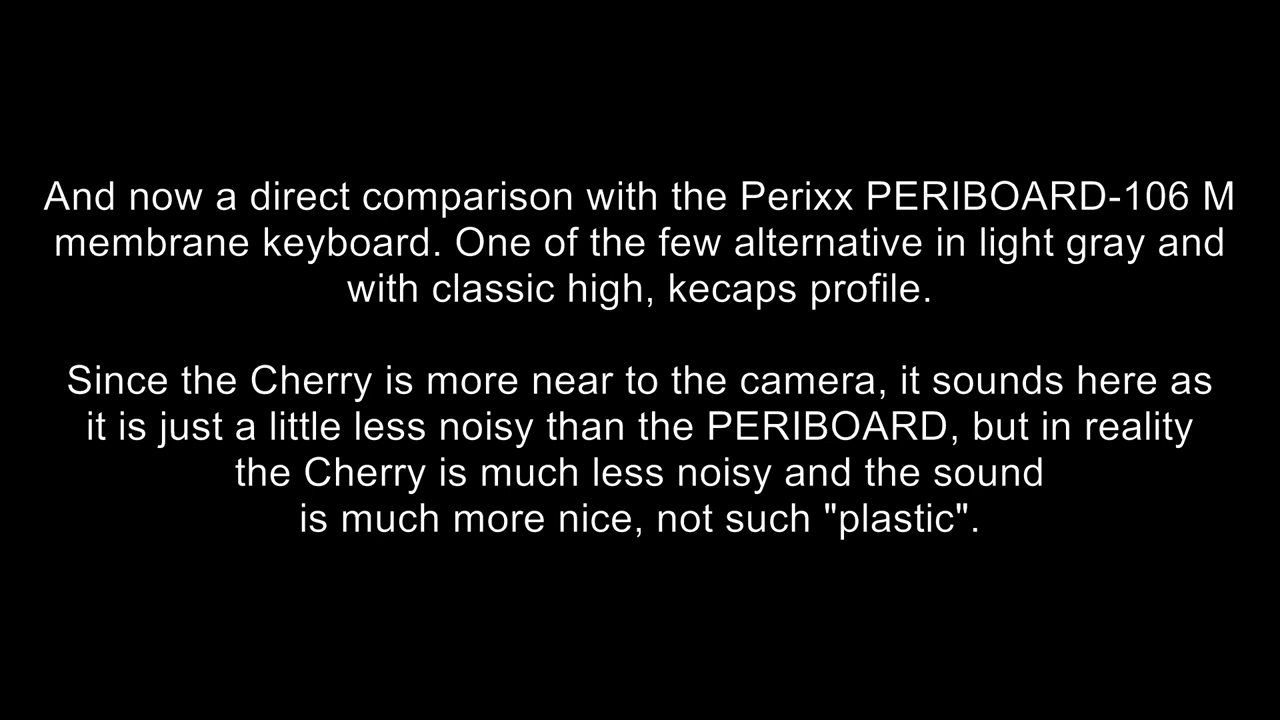 And now a direct comparison with the Perixx PERIBOARD-106 M
membrane keyboard. One of the few alternative in light gray and
with classic high, kecaps profile.
Since the Cherry is more near to the camera, it sounds here as
it is just a little less noisy than the PERIBOARD, but in reality
the Cherry is much less noisy and the sound
is much more nice, not such "plastic".